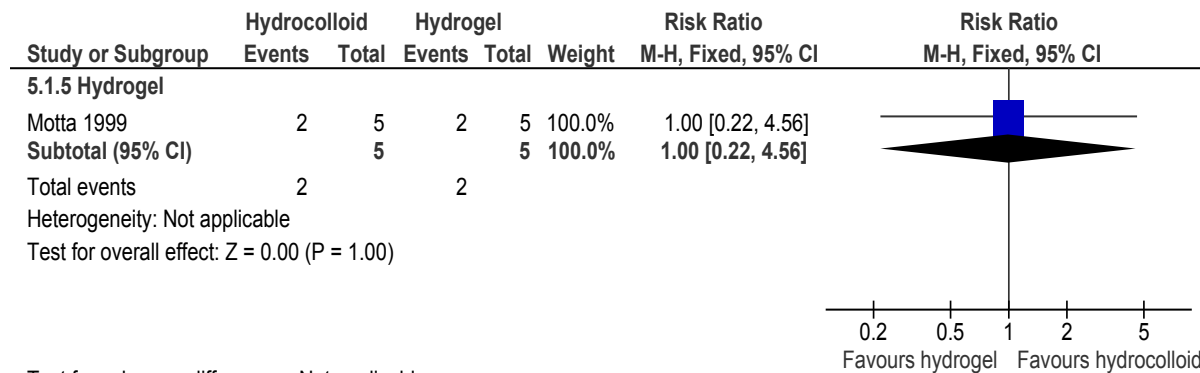 Hydrocolloid Hydrogel Risk Ratio Risk Ratio
Study or Subgroup Events Total Events Total Weight M-H, Fixed, 95% CI M-H, Fixed, 95% CI
5.1.5 Hydrogel
Motta 1999 2 5 2 5 100.0% 1.00 [0.22, 4.56]
Subtotal (95% CI) 5 5 100.0% 1.00 [0.22, 4.56]
Total events 2 2
Heterogeneity: Not applicable
Test for overall effect: Z = 0.00 (P = 1.00)
0.2 0.5 1 2 5
Favours hydrogel Favours hydrocolloid